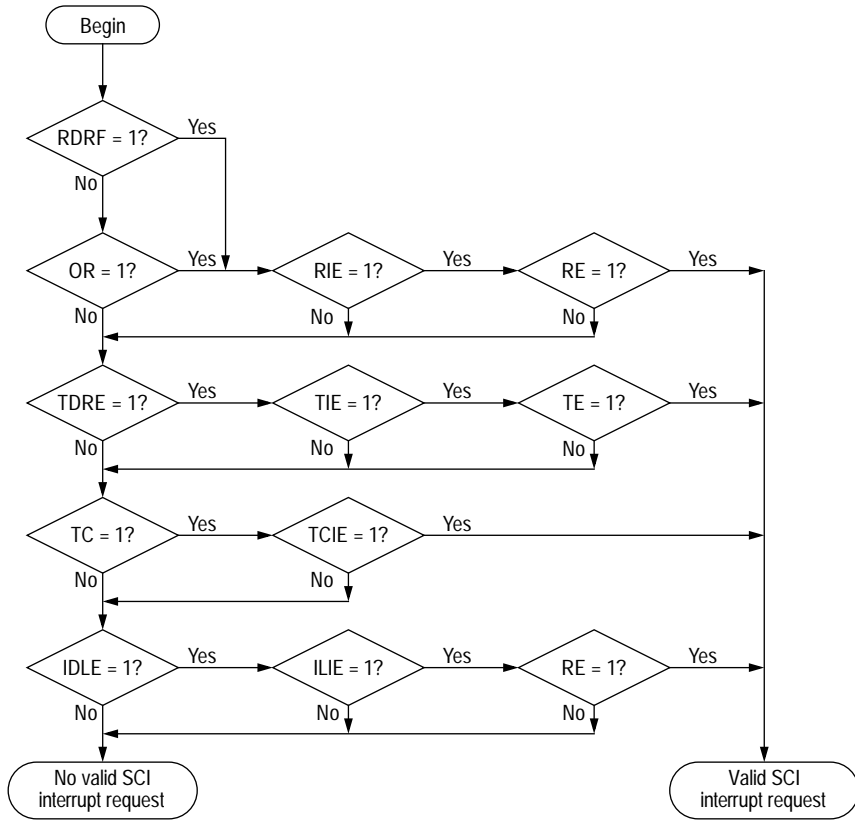 Begin
RDRF = 1?
Yes
No
OR = 1?
Yes
RIE = 1?
Yes
RE = 1?
Yes
No
No
No
TDRE = 1?
Yes
TIE = 1?
Yes
TE = 1?
Yes
No
No
No
TC = 1?
Yes
TCIE = 1?
Yes
No
No
IDLE = 1?
Yes
ILIE = 1?
Yes
RE = 1?
Yes
No
No
No
No valid SCI
interrupt request
Valid SCI
interrupt request